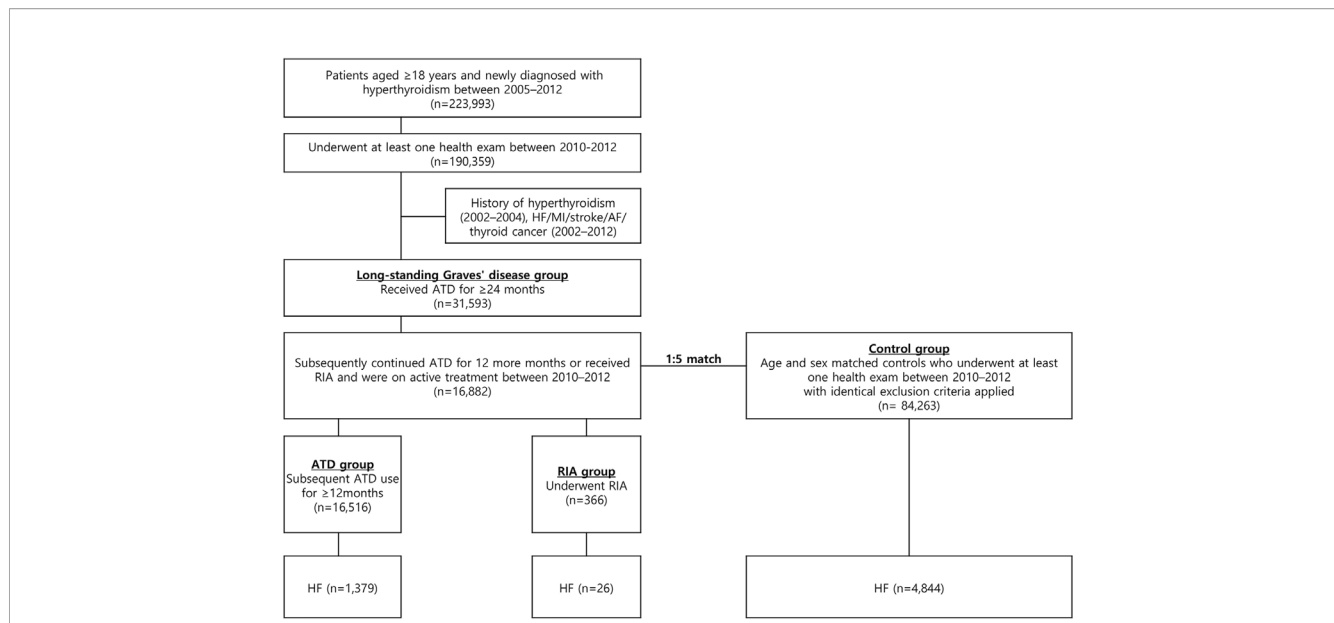 Patients aged ≥18 years and newly diagnosed with
hyperthyroidism between 2005–2012
(n=223,993)
Underwent at least one health exam between 2010-2012
(n=190,359)
History of hyperthyroidism
(2002–2004), HF/MI/stroke/AF/
thyroid cancer (2002–2012)
Long-standing Graves' disease group
Received ATD for ≥24 months
(n=31,593)
Subsequently continued ATD for 12 more months or received
RIA and were on active treatment between 2010–2012
(n=16,882)
1:5 match
Control group
Age and sex matched controls who underwent at least
one health exam between 2010–2012
with identical exclusion criteria applied
(n= 84,263)
ATD group
Subsequent ATD use
for ≥12months
(n=16,516)
RIA group
Underwent RIA
(n=366)
HF (n=1,379)
HF (n=26)
HF (n=4,844)